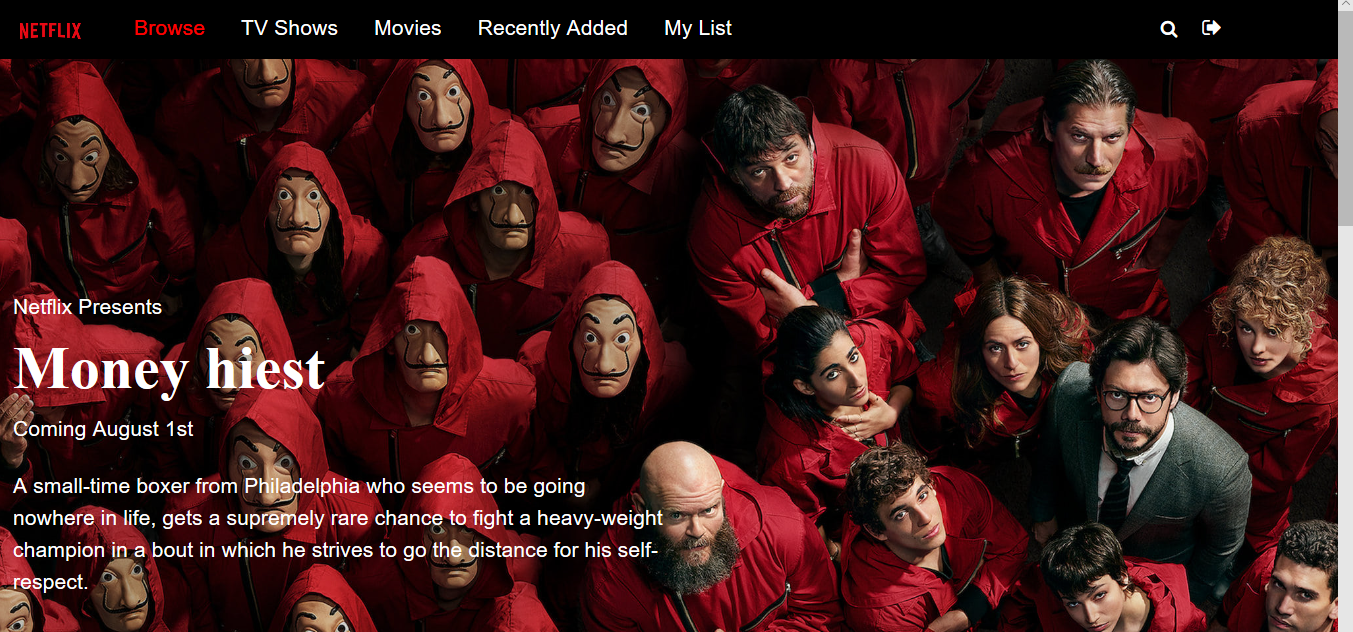 NETFLIX Browse TV Shows Movies Recently Added My List
Netflix Presents
Money hiest
Coming August 1st
A small-time boxer from Philadelphia who seems to be going
nowhere in life, gets a supremely rare chance to fight a heavy-weight
champion in a bout in which he strives to go the distance for his self-
respect.